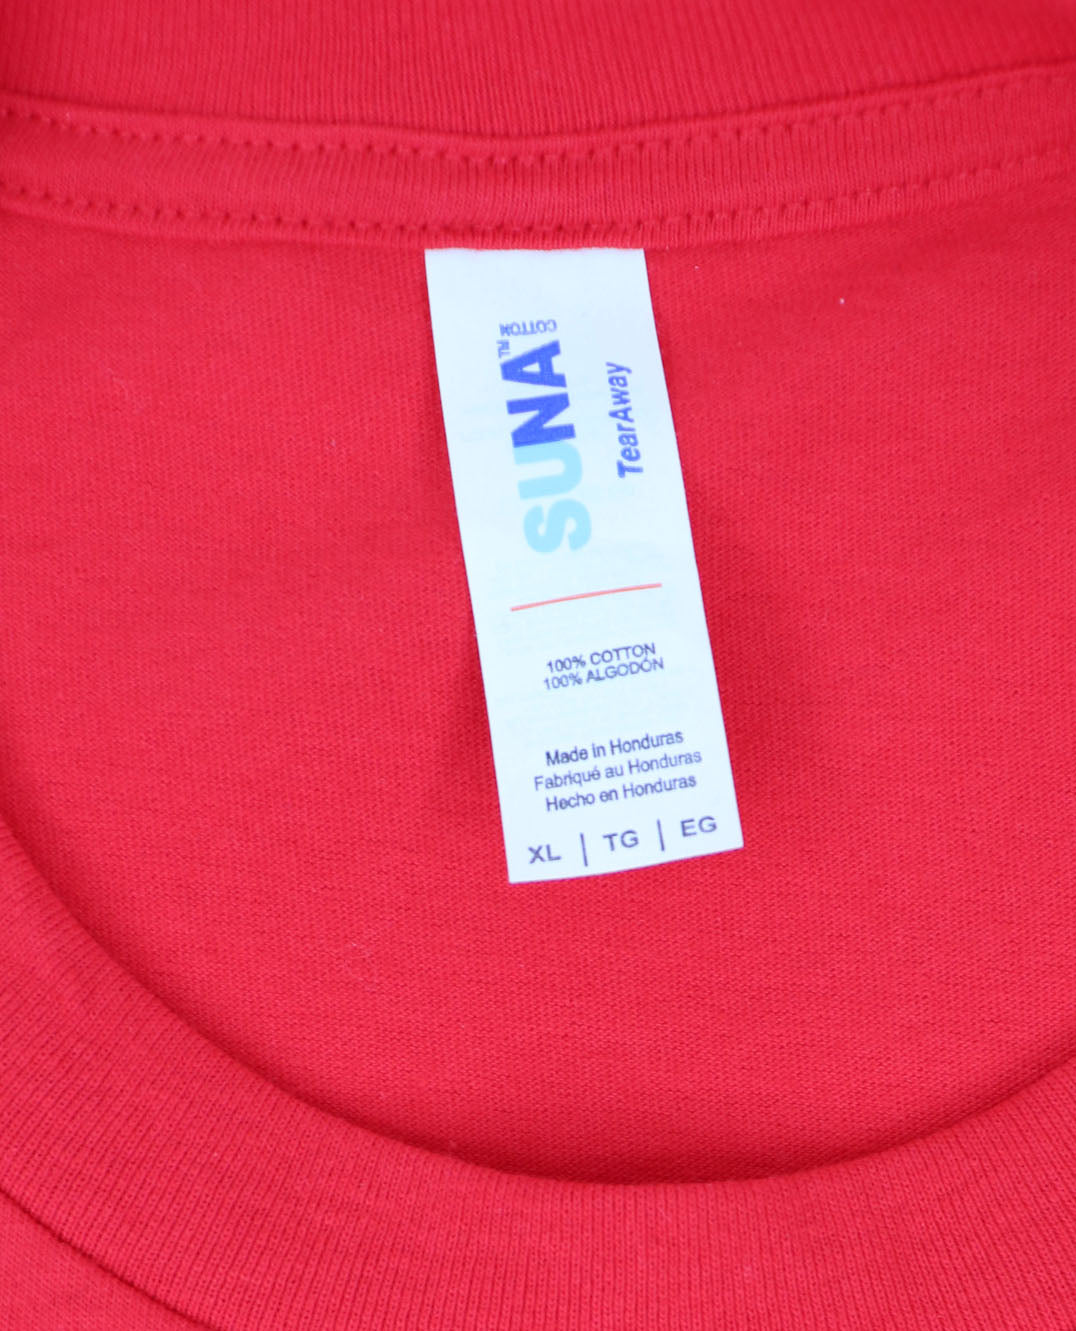 SUNA™ COTTON
TearAway
100% COTTON
100% ALGODÓN
Made in Honduras
Fabriqué au Honduras
Hecho en Honduras
XL | TG | EG